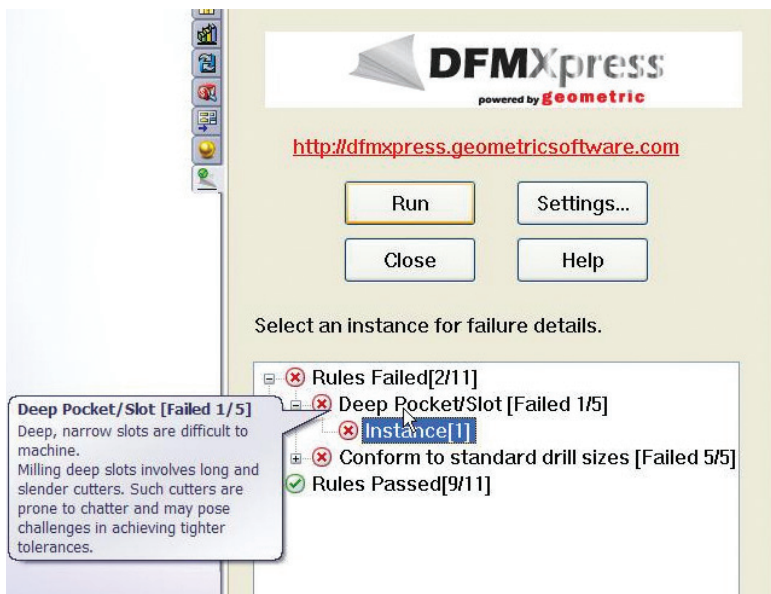 DFMXpress
powered by geometric
http://dfmxpress.geometricsoftware.com
Run
Settings...
Close
Help
Select an instance for failure details.
Rules Failed[2/11]
Deep Pocket/Slot [Failed 1/5]
Instance[1]
Conform to standard drill sizes [Failed 5/5]
Rules Passed[9/11]
Deep Pocket/Slot [Failed 1/5]
Deep, narrow slots are difficult to
machine.
Milling deep slots involves long and
slender cutters. Such cutters are
prone to chatter and may pose
challenges in achieving tighter
tolerances.